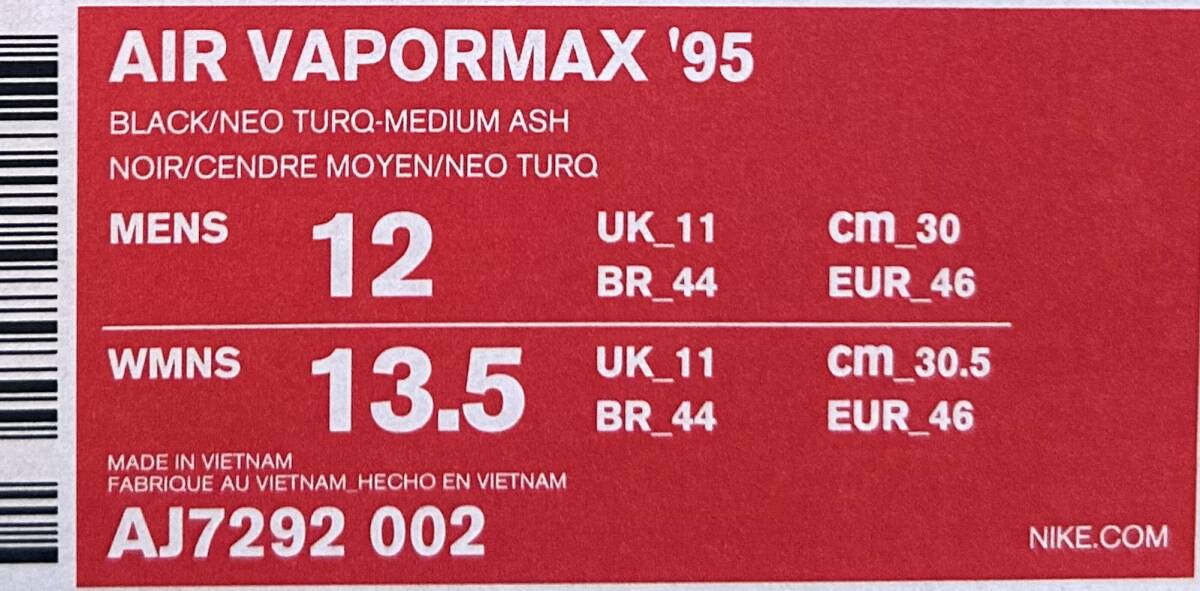 AIR VAPORMAX '95
BLACK/NEO TURQ-MEDIUM ASH
NOIR/CENDRE MOYEN/NEO TURQ
MENS 12 UK_11 cm_30
BR_44 EUR_46
WMNS 13.5 UK_11 cm_30.5
BR_44 EUR_46
MADE IN VIETNAM
FABRIQUE AU VIETNAM_HECHO EN VIETNAM
AJ7292 002
NIKE.COM